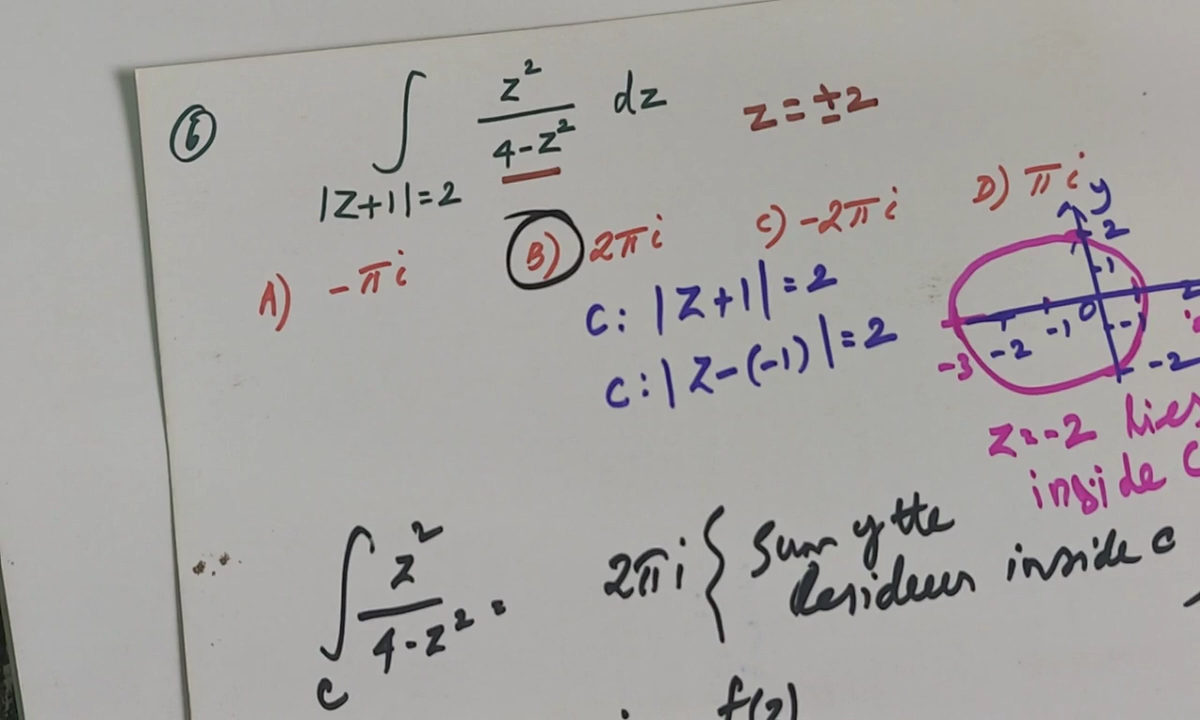 ⑥ ∫ z² / 4-z² dz z = ±2
|z+1|=2
A) -πi B) 2πi C) -2πi D) πi
C: |z+1| = 2
C: |z-(-1)| = 2
y
2
1
0
-3 -2 -1
-1
-2
z=-2 lies
inside C
∫ z² / 4-z² = 2πi { Sum of the
C Residues inside C
f(z)